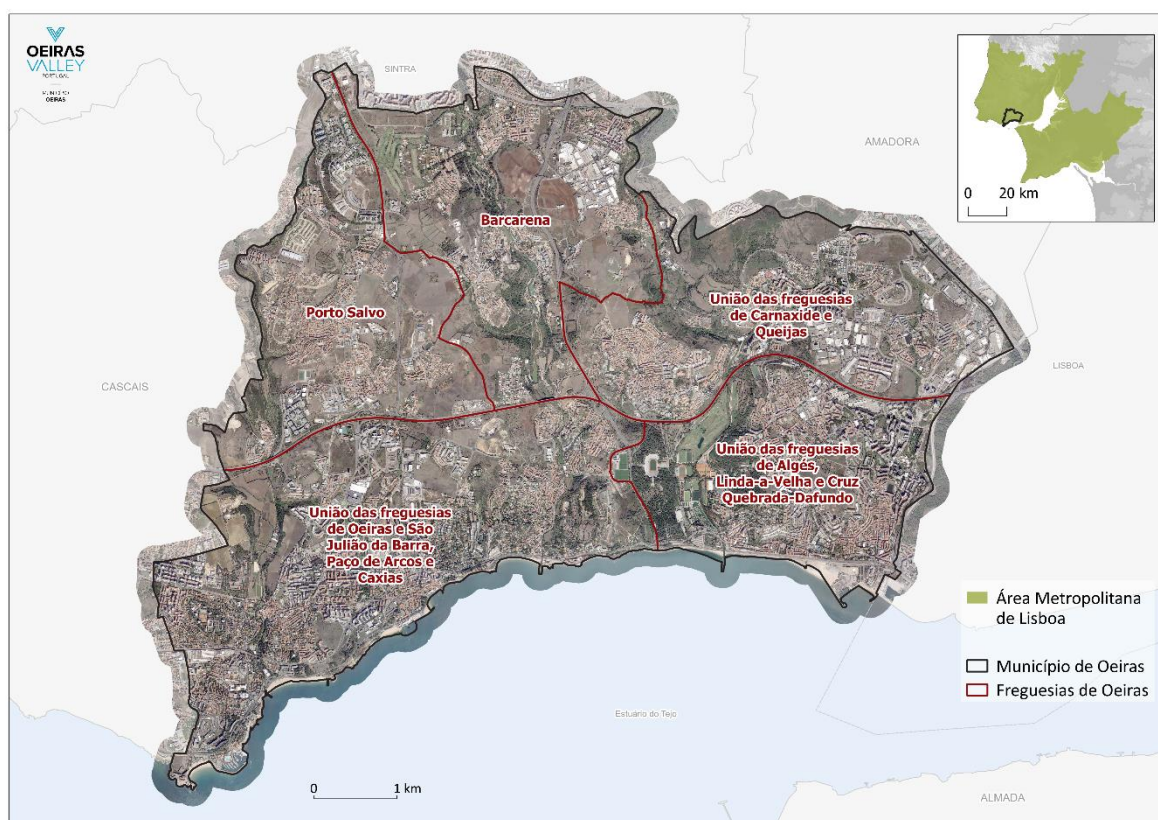 OEIRAS
VALLEY
PORTUGAL
MUNICÍPIO
OEIRAS
SINTRA
AMADORA
0 20 km
Barcarena
Porto Salvo
União das freguesias
de Carnaxide e
Queijas
CASCAIS
LISBOA
União das freguesias
de Algés,
Linda-a-Velha e Cruz
Quebrada-Dafundo
União das freguesias
de Oeiras e São
Julião da Barra,
Paço de Arcos e
Caxias
Área Metropolitana
de Lisboa
Município de Oeiras
Freguesias de Oeiras
Estuário do Tejo
0 1 km
ALMADA